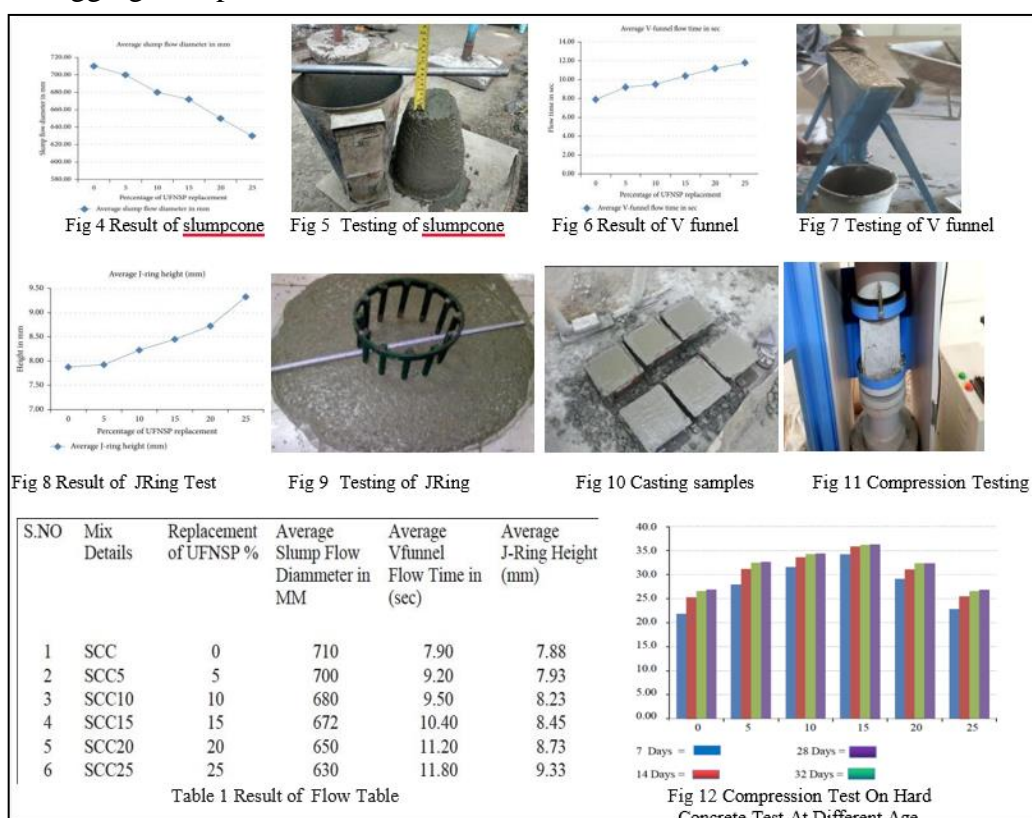 Average slump flow diameter in mm
Slump flow diameter in mm
720.00
700.00
680.00
660.00
640.00
620.00
600.00
580.00
0 5 10 15 20 25
Percentage of UFNSP replacement
Average slump flow diameter in mm
Fig 4 Result of slumpcone
Fig 5 Testing of slumpcone
Average V-funnel flow time in sec
Flow time in sec
14.00
12.00
10.00
8.00
6.00
4.00
2.00
0.00
0 5 10 15 20 25
Percentage of UFNSP replacement
Average V-funnel flow time in sec
Fig 6 Result of V funnel
Fig 7 Testing of V funnel
Average J-ring height (mm)
Height in mm
9.50
9.00
8.50
8.00
7.50
7.00
0 5 10 15 20 25
Percentage of UFNSP replacement
Average J-ring height (mm)
Fig 8 Result of JRing Test
Fig 9 Testing of JRing
Fig 10 Casting samples
Fig 11 Compression Testing
S.NO Mix Details Replacement of UFNSP % Average Slump Flow Diammeter in MM Average Vfunnel Flow Time in (sec) Average J-Ring Height (mm)
1 SCC 0 710 7.90 7.88
2 SCC5 5 700 9.20 7.93
3 SCC10 10 680 9.50 8.23
4 SCC15 15 672 10.40 8.45
5 SCC20 20 650 11.20 8.73
6 SCC25 25 630 11.80 9.33
Table 1 Result of Flow Table
40.0
35.0
30.0
25.0
20.0
15.0
10.0
5.00
0.00
0 5 10 15 20 25
7 Days =
28 Days =
14 Days =
32 Days =
Fig 12 Compression Test On Hard
Concrete Test At Different Age